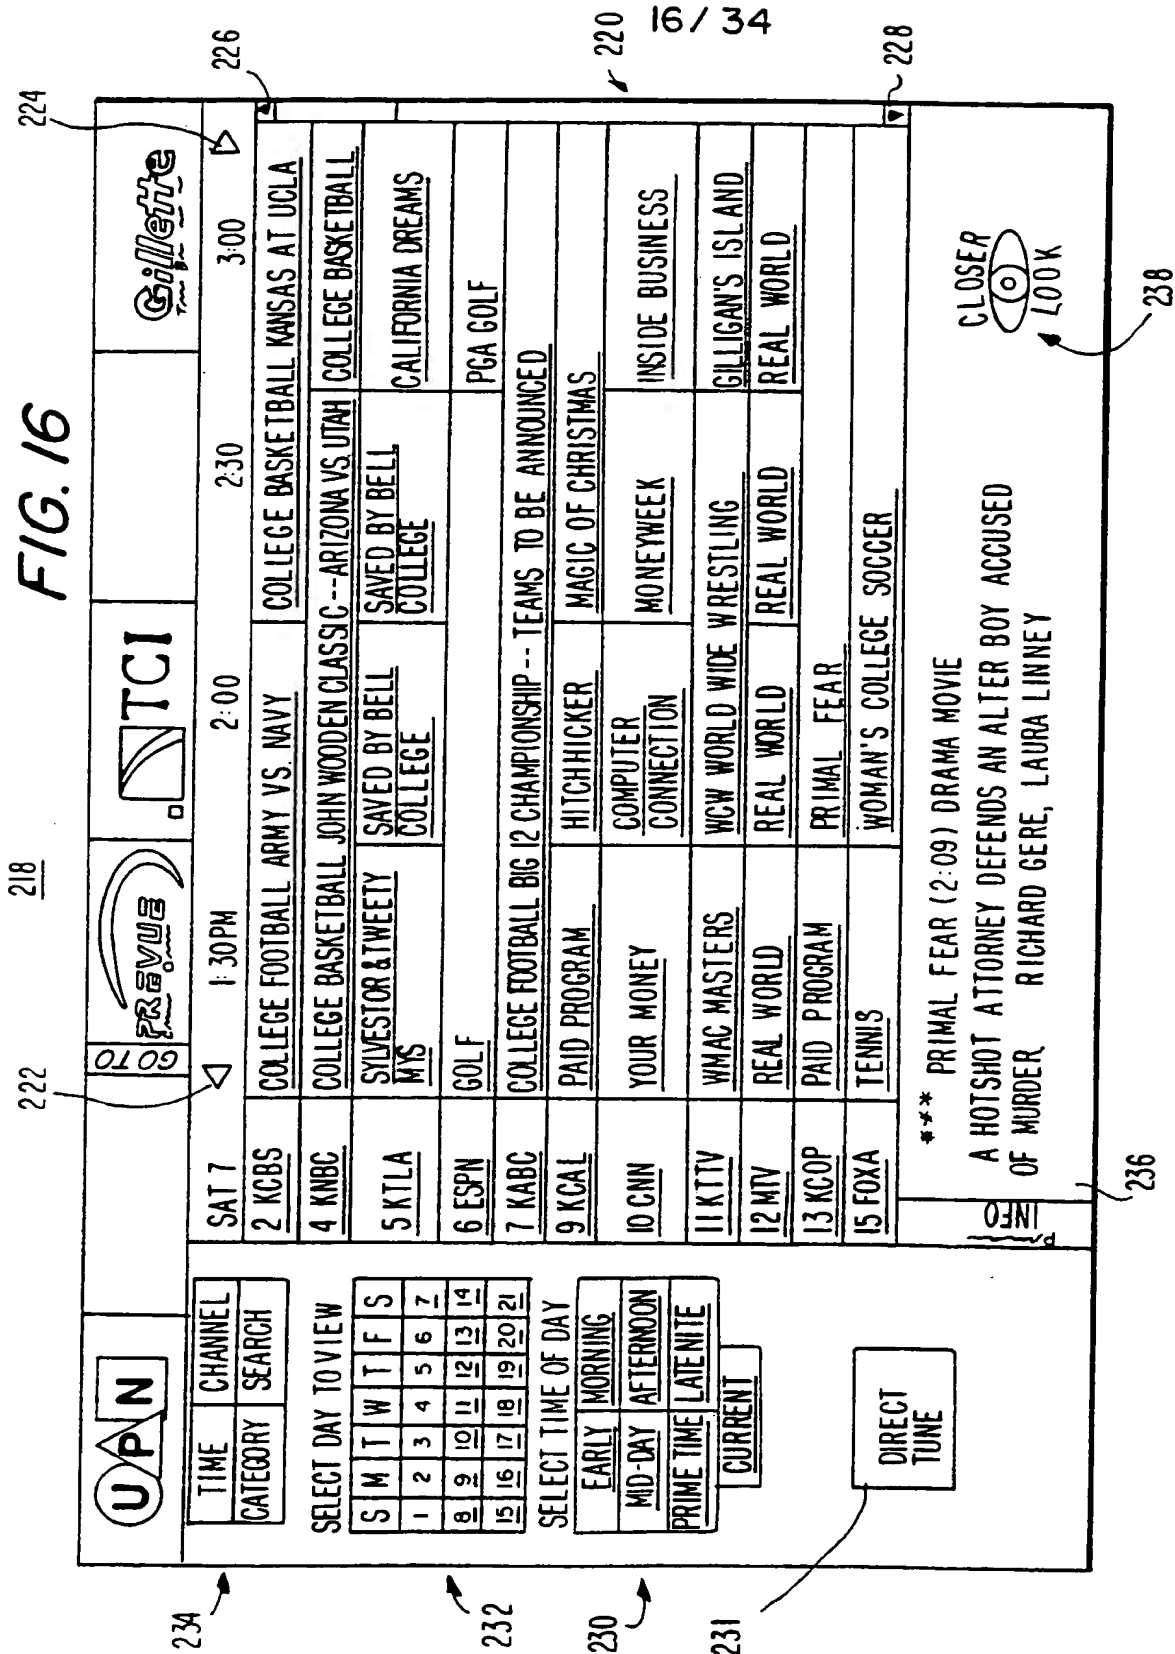 16/34
FIG. 16
218
222
224
226
220
228
UPN
GO TO
PREVUE
TCI
Gillette
TIME CHANNEL
CATEGORY SEARCH
SELECT DAY TO VIEW
S M T W T F S
1 2 3 4 5 6 7
8 9 10 11 12 13 14
15 16 17 18 19 20 21
SELECT TIME OF DAY
EARLY MORNING
MID-DAY AFTERNOON
PRIME TIME LATENITE
CURRENT
DIRECT
TUNE
234
232
230
231
SAT 7 1:30PM 2:00 2:30 3:00
2 KCBS COLLEGE FOOTBALL ARMY VS. NAVY COLLEGE BASKETBALL KANSAS AT UCLA
4 KNBC COLLEGE BASKETBALL JOHN WOODEN CLASSIC--ARIZONA VS. UTAH COLLEGE BASKETBALL
5 KTLA SYLVESTOR & TWEETY MYS SAVED BY BELL COLLEGE SAVED BY BELL COLLEGE CALIFORNIA DREAMS
6 ESPN GOLF PGA GOLF
7 KABC COLLEGE FOOTBALL BIG 12 CHAMPIONSHIP -- TEAMS TO BE ANNOUNCED
9 KCAL PAID PROGRAM HITCHHICKER MAGIC OF CHRISTMAS
10 CNN YOUR MONEY COMPUTER CONNECTION MONEYWEEK INSIDE BUSINESS
11 KTTV WMAC MASTERS WCW WORLD WIDE WRESTLING GILLIGAN'S ISLAND
12 MTV REAL WORLD REAL WORLD REAL WORLD REAL WORLD
13 KCOP PAID PROGRAM PRIMAL FEAR
15 FOXA TENNIS WOMAN'S COLLEGE SOCCER
INFO
*** PRIMAL FEAR (2:09) DRAMA MOVIE
A HOTSHOT ATTORNEY DEFENDS AN ALTER BOY ACCUSED
OF MURDER. RICHARD GERE, LAURA LINNEY
CLOSER
LOOK
236
238